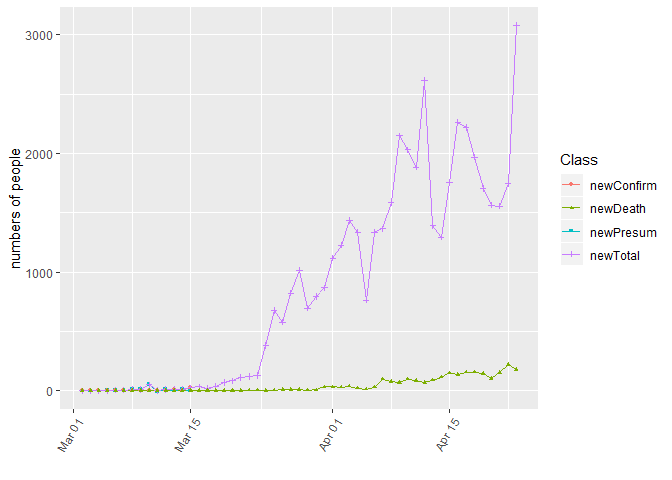 3000
2000
1000
0
numbers of people
Mar 01
Mar 15
Apr 01
Apr 15
Class
newConfirm
newDeath
newPresum
newTotal